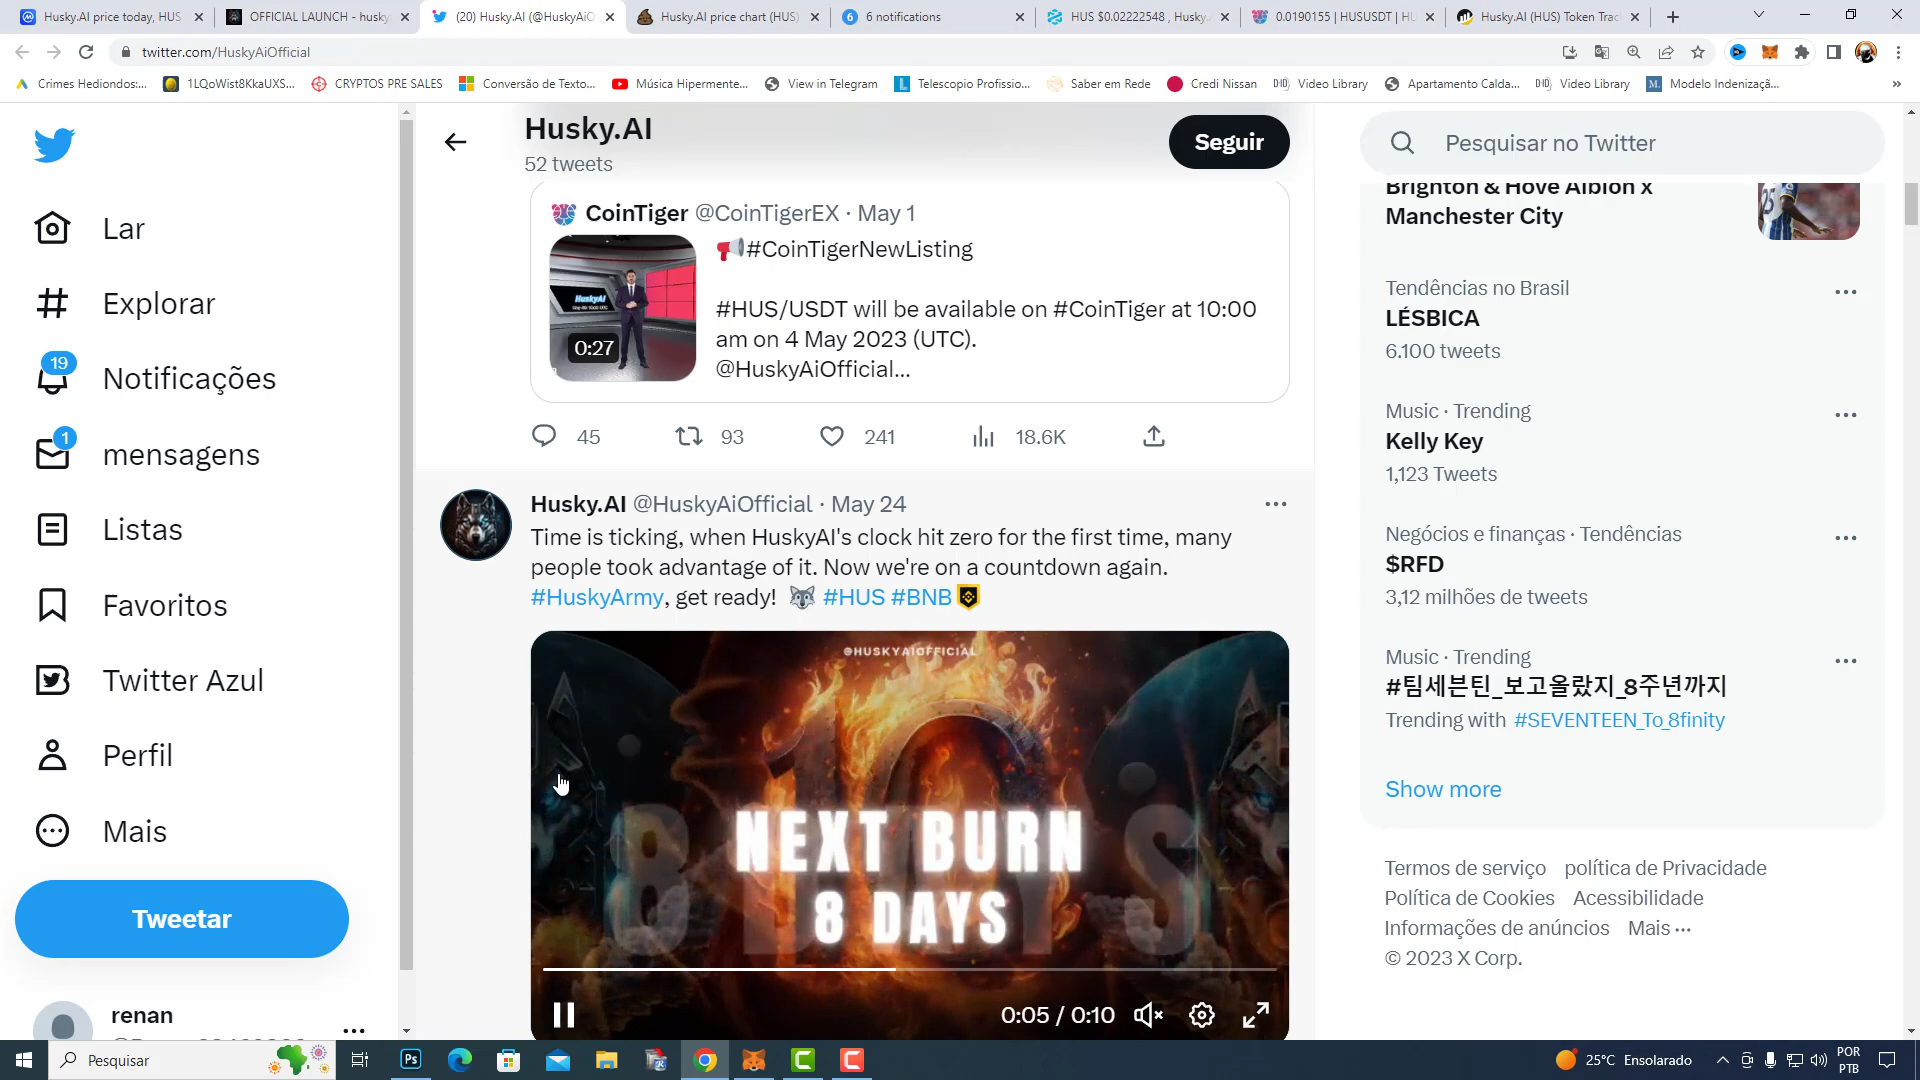 Husky.AI price today, HUS
OFFICIAL LAUNCH - husky
(20) Husky.AI (@HuskyAiO
Husky.AI price chart (HUS)
6 notifications
HUS $0.02222548 , Husky.
0.0190155 | HUSUSDT | HU
Husky.AI (HUS) Token Trac
twitter.com/HuskyAiOfficial
Crimes Hediondos:...
1LQoWist8KkaUXS...
CRYPTOS PRE SALES
Conversão de Texto...
Música Hipermente...
View in Telegram
Telescopio Profissio...
Saber em Rede
Credi Nissan
Video Library
Apartamento Calda...
Video Library
Modelo Indenizaçã...
Lar
Explorar
19
Notificações
1
mensagens
Listas
Favoritos
Twitter Azul
Perfil
Mais
Tweetar
renan
Husky.AI
52 tweets
Seguir
CoinTiger @CoinTigerEX · May 1
#CoinTigerNewListing
#HUS/USDT will be available on #CoinTiger at 10:00
am on 4 May 2023 (UTC).
@HuskyAiOfficial...
HuskyAI
0:27
45
93
241
18.6K
Husky.AI @HuskyAiOfficial · May 24
Time is ticking, when HuskyAI's clock hit zero for the first time, many
people took advantage of it. Now we're on a countdown again.
#HuskyArmy, get ready! 🐺 #HUS #BNB
@HUSKYAIOFFICIAL
10
NEXT BURN
8 DAYS
0:05 / 0:10
Pesquisar no Twitter
Brighton & Hove Albion x
Manchester City
Tendências no Brasil
LÉSBICA
6.100 tweets
Music · Trending
Kelly Key
1,123 Tweets
Negócios e finanças · Tendências
$RFD
3,12 milhões de tweets
Music · Trending
#팀세븐틴_보고올랐지_8주년까지
Trending with #SEVENTEEN_To_8finity
Show more
Termos de serviço política de Privacidade
Política de Cookies Acessibilidade
Informações de anúncios Mais ···
© 2023 X Corp.
Pesquisar
Ps
25°C Ensolarado
POR
PTB